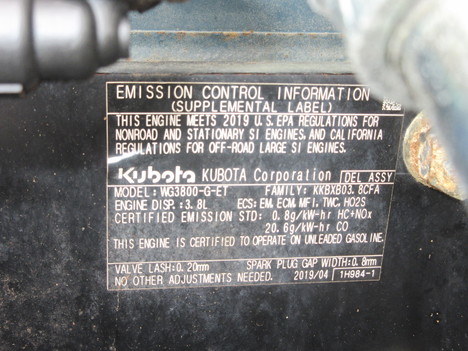 EMISSION CONTROL INFORMATION
(SUPPLEMENTAL LABEL)
THIS ENGINE MEETS 2019 U.S. EPA REGULATIONS FOR
NONROAD AND STATIONARY SI ENGINES, AND CALIFORNIA
REGULATIONS FOR OFF-ROAD LARGE SI ENGINES.
Kubota KUBOTA Corporation DEL ASSY
MODEL: WG3800-G-ET FAMILY: KKBXB03.8CFA
ENGINE DISP: 3.8L ECS: EM, ECM, MFI, TWC, HO2S
CERTIFIED EMISSION STD: 0.8g/kW-hr HC+NOx
20.6g/kW-hr CO
THIS ENGINE IS CERTIFIED TO OPERATE ON UNLEADED GASOLINE.
VALVE LASH: 0.20mm SPARK PLUG GAP WIDTH: 0.8mm
NO OTHER ADJUSTMENTS NEEDED. 2019/04 1H984-1